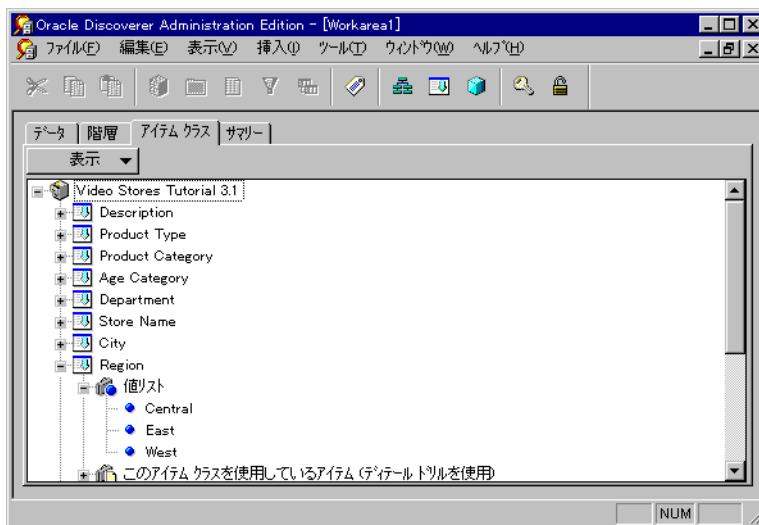 Oracle Discoverer Administration Edition - [Workarea1]
ファイル(F) 編集(E) 表示(V) 挿入(I) ツール(T) ウィンドウ(W) ヘルプ(H)
データ 階層 アイテム クラス サマリー
表示
Video Stores Tutorial 3.1
Description
Product Type
Product Category
Age Category
Department
Store Name
City
Region
値リスト
Central
East
West
このアイテム クラスを使用しているアイテム (ディテール ドリルを使用)
NUM